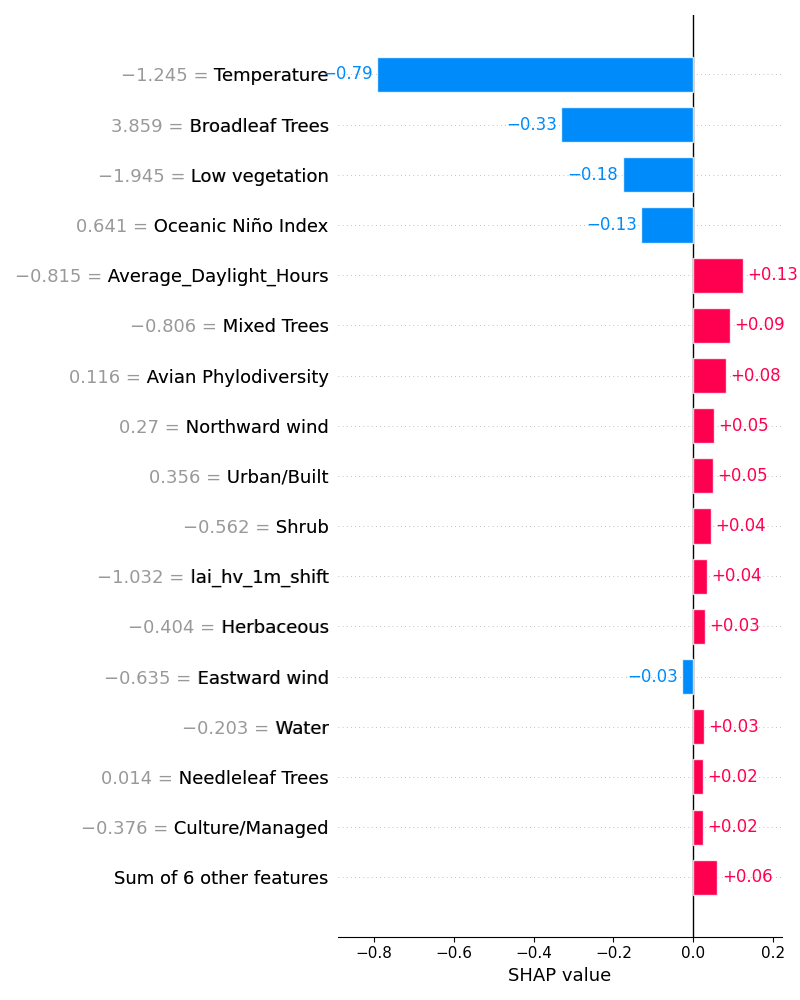 −1.245 = Temperature −0.79
3.859 = Broadleaf Trees −0.33
−1.945 = Low vegetation −0.18
0.641 = Oceanic Niño Index −0.13
−0.815 = Average_Daylight_Hours +0.13
−0.806 = Mixed Trees +0.09
0.116 = Avian Phylodiversity +0.08
0.27 = Northward wind +0.05
0.356 = Urban/Built +0.05
−0.562 = Shrub +0.04
−1.032 = lai_hv_1m_shift +0.04
−0.404 = Herbaceous +0.03
−0.635 = Eastward wind −0.03
−0.203 = Water +0.03
0.014 = Needleleaf Trees +0.02
−0.376 = Culture/Managed +0.02
Sum of 6 other features +0.06
−0.8 −0.6 −0.4 −0.2 0.0 0.2
SHAP value